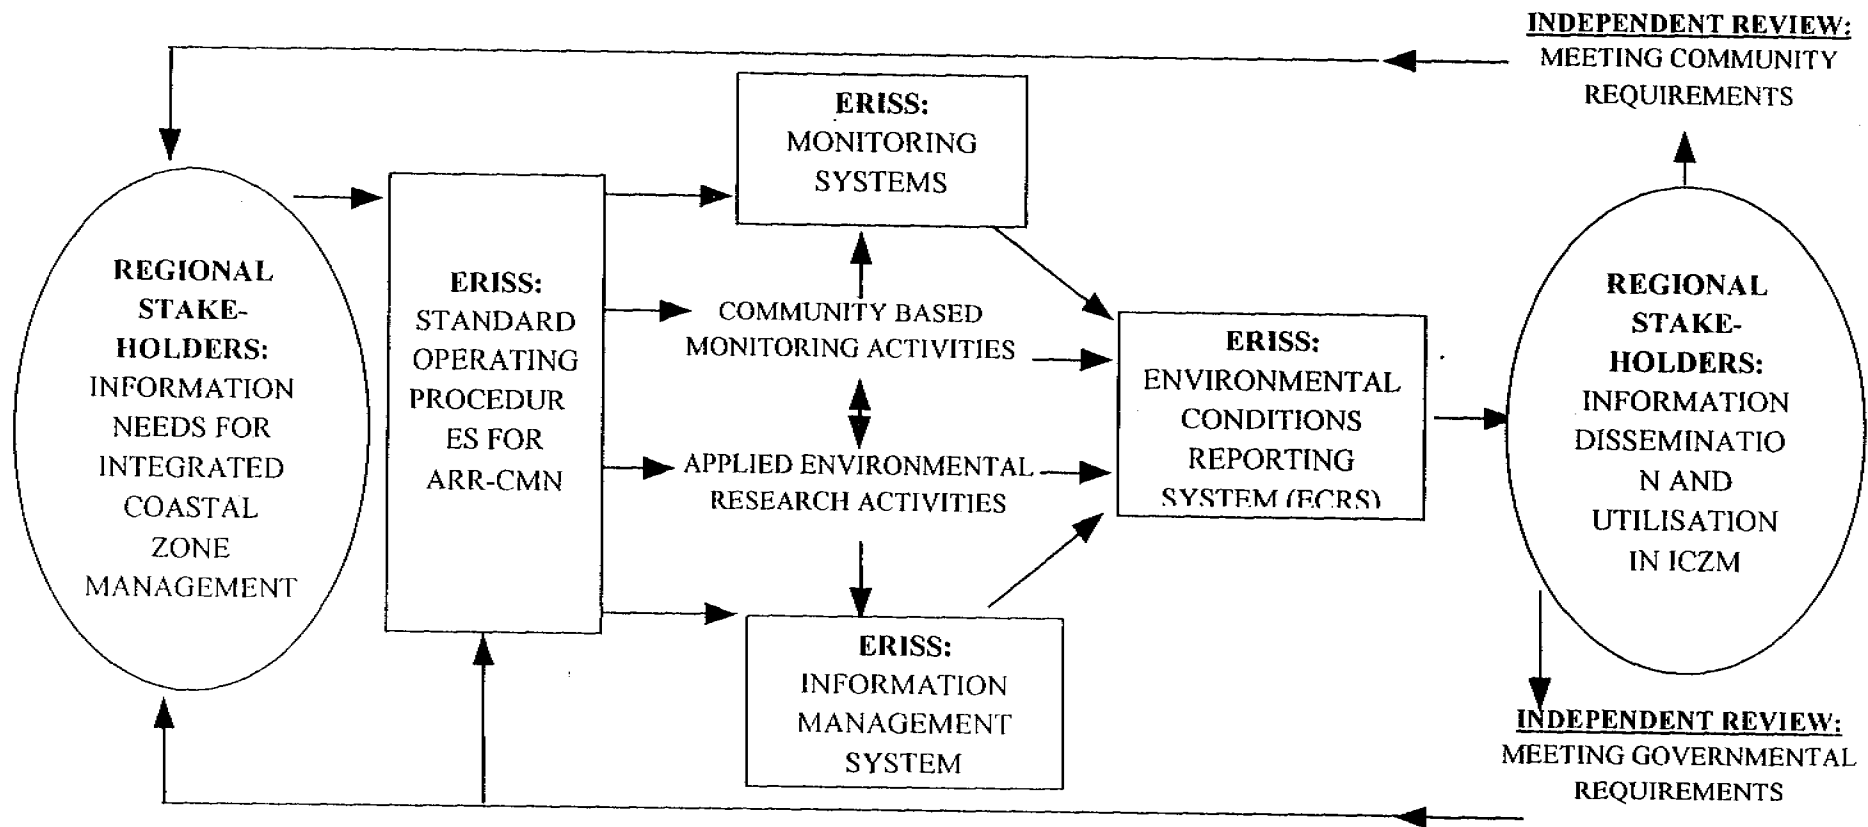 INDEPENDENT REVIEW:
MEETING COMMUNITY
REQUIREMENTS
REGIONAL
STAKE-
HOLDERS:
INFORMATION
NEEDS FOR
INTEGRATED
COASTAL
ZONE
MANAGEMENT
ERISS:
STANDARD
OPERATING
PROCEDUR
ES FOR
ARR-CMN
ERISS:
MONITORING
SYSTEMS
COMMUNITY BASED
MONITORING ACTIVITIES
APPLIED ENVIRONMENTAL
RESEARCH ACTIVITIES
ERISS:
INFORMATION
MANAGEMENT
SYSTEM
ERISS:
ENVIRONMENTAL
CONDITIONS
REPORTING
SYSTEM (ECRS)
REGIONAL
STAKE-
HOLDERS:
INFORMATION
DISSEMINATIO
N AND
UTILISATION
IN ICZM
INDEPENDENT REVIEW:
MEETING GOVERNMENTAL
REQUIREMENTS